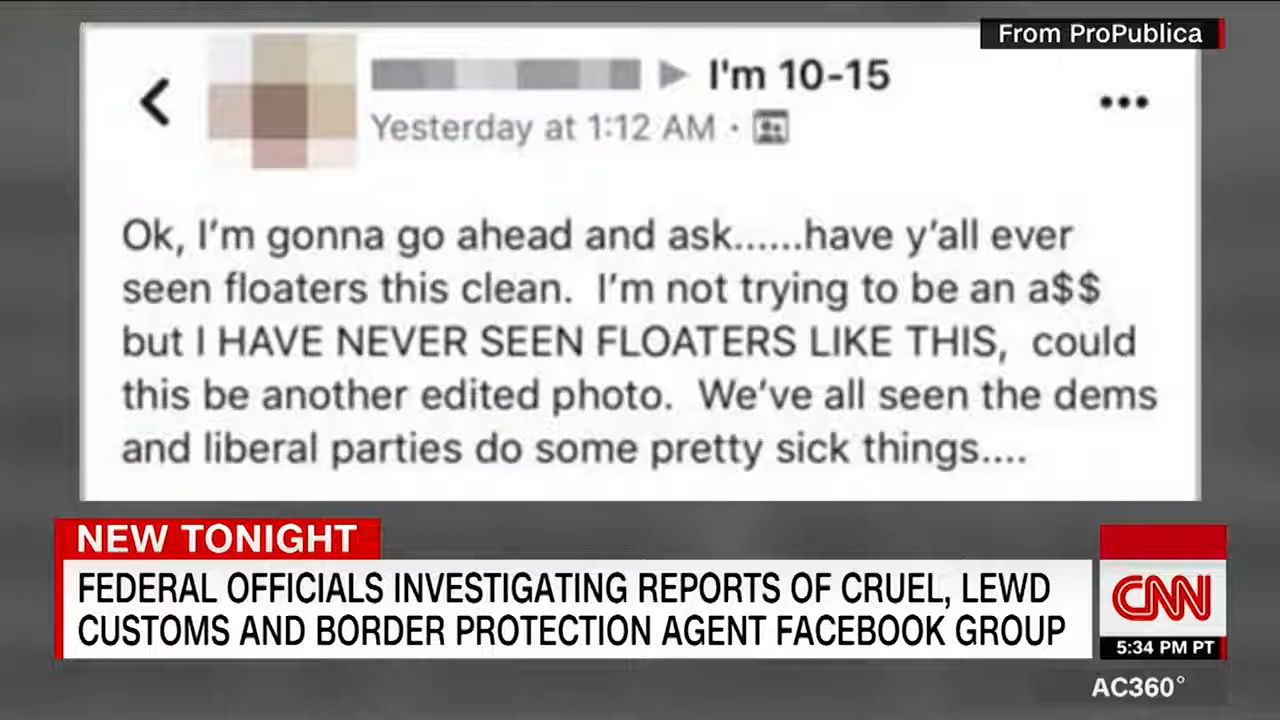 From ProPublica
I'm 10-15
Yesterday at 1:12 AM ·
Ok, I'm gonna go ahead and ask......have y'all ever
seen floaters this clean.  I'm not trying to be an a$$
but I HAVE NEVER SEEN FLOATERS LIKE THIS,  could
this be another edited photo.  We've all seen the dems
and liberal parties do some pretty sick things....
NEW TONIGHT
FEDERAL OFFICIALS INVESTIGATING REPORTS OF CRUEL, LEWD
CUSTOMS AND BORDER PROTECTION AGENT FACEBOOK GROUP
CNN
5:34 PM PT
AC360°